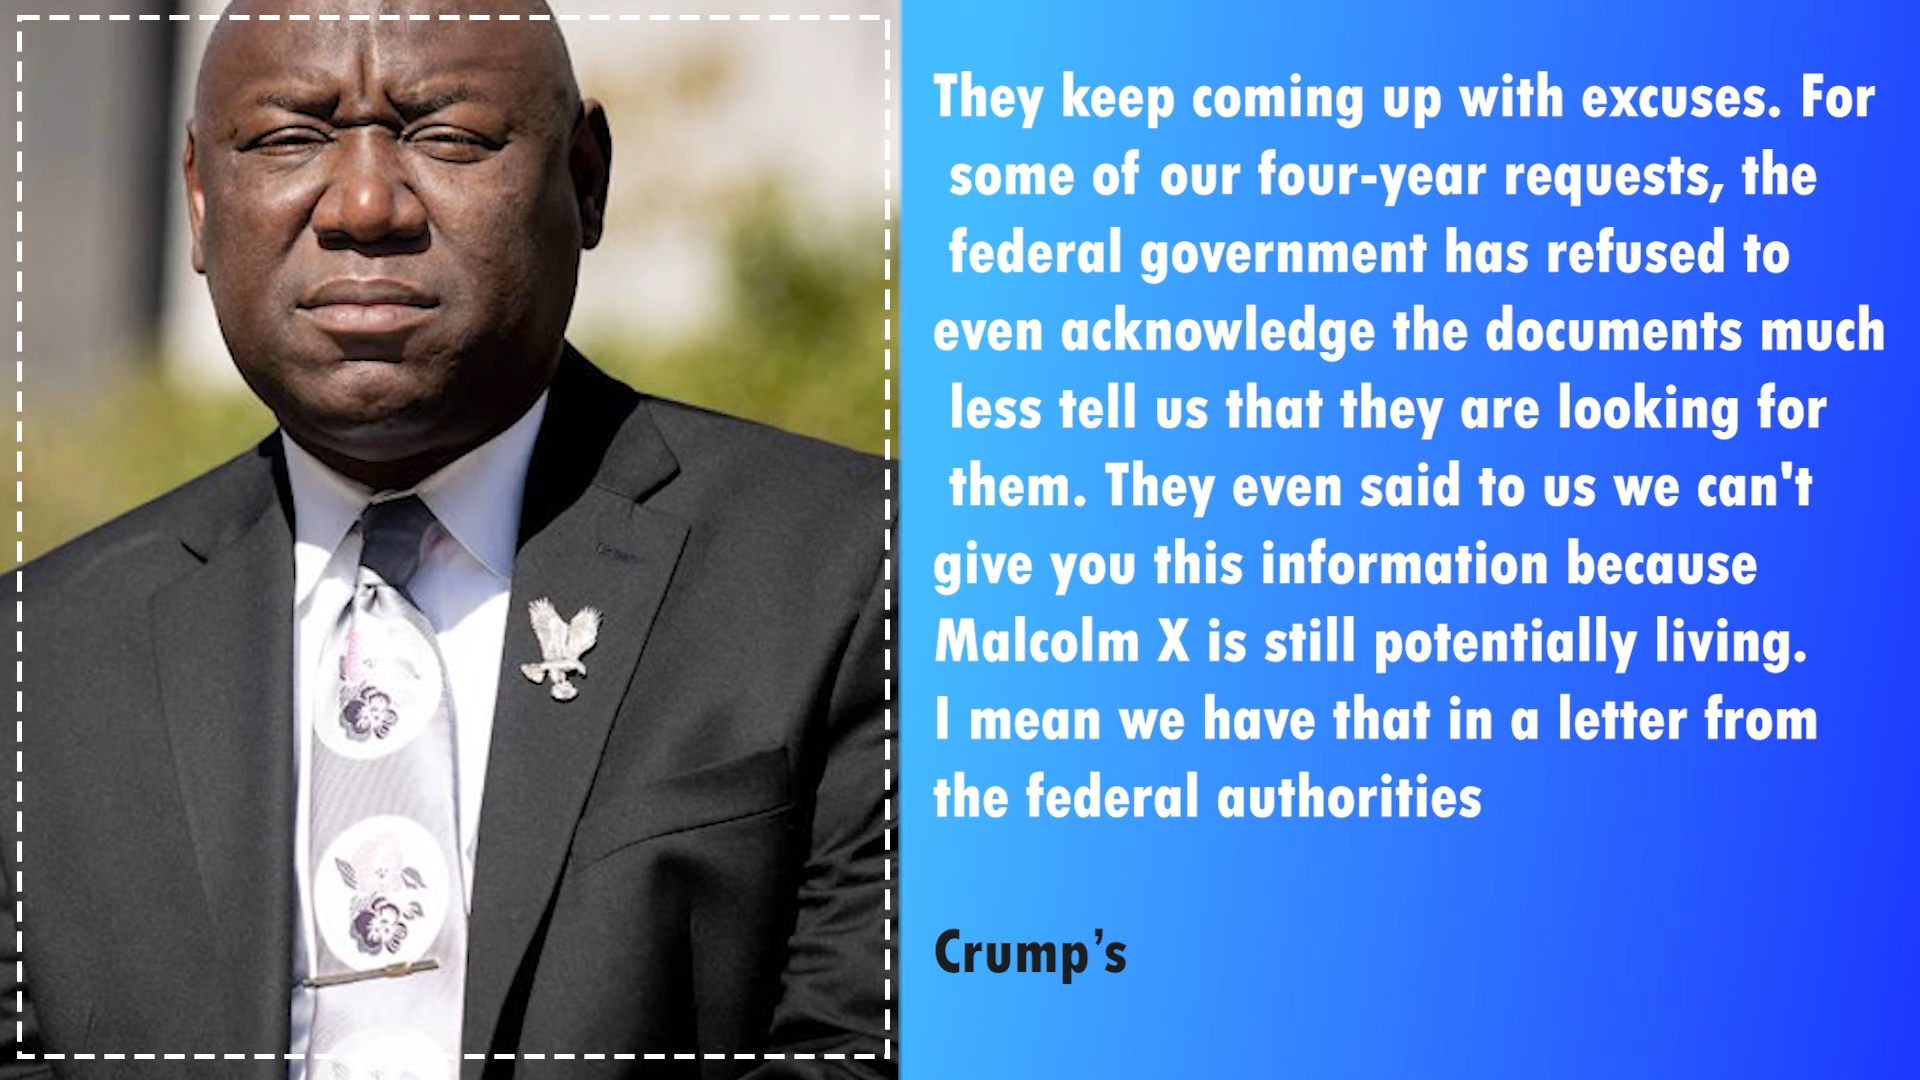 They keep coming up with excuses. For
some of our four-year requests, the
federal government has refused to
even acknowledge the documents much
less tell us that they are looking for
them. They even said to us we can't
give you this information because
Malcolm X is still potentially living.
I mean we have that in a letter from
the federal authorities
Crump’s